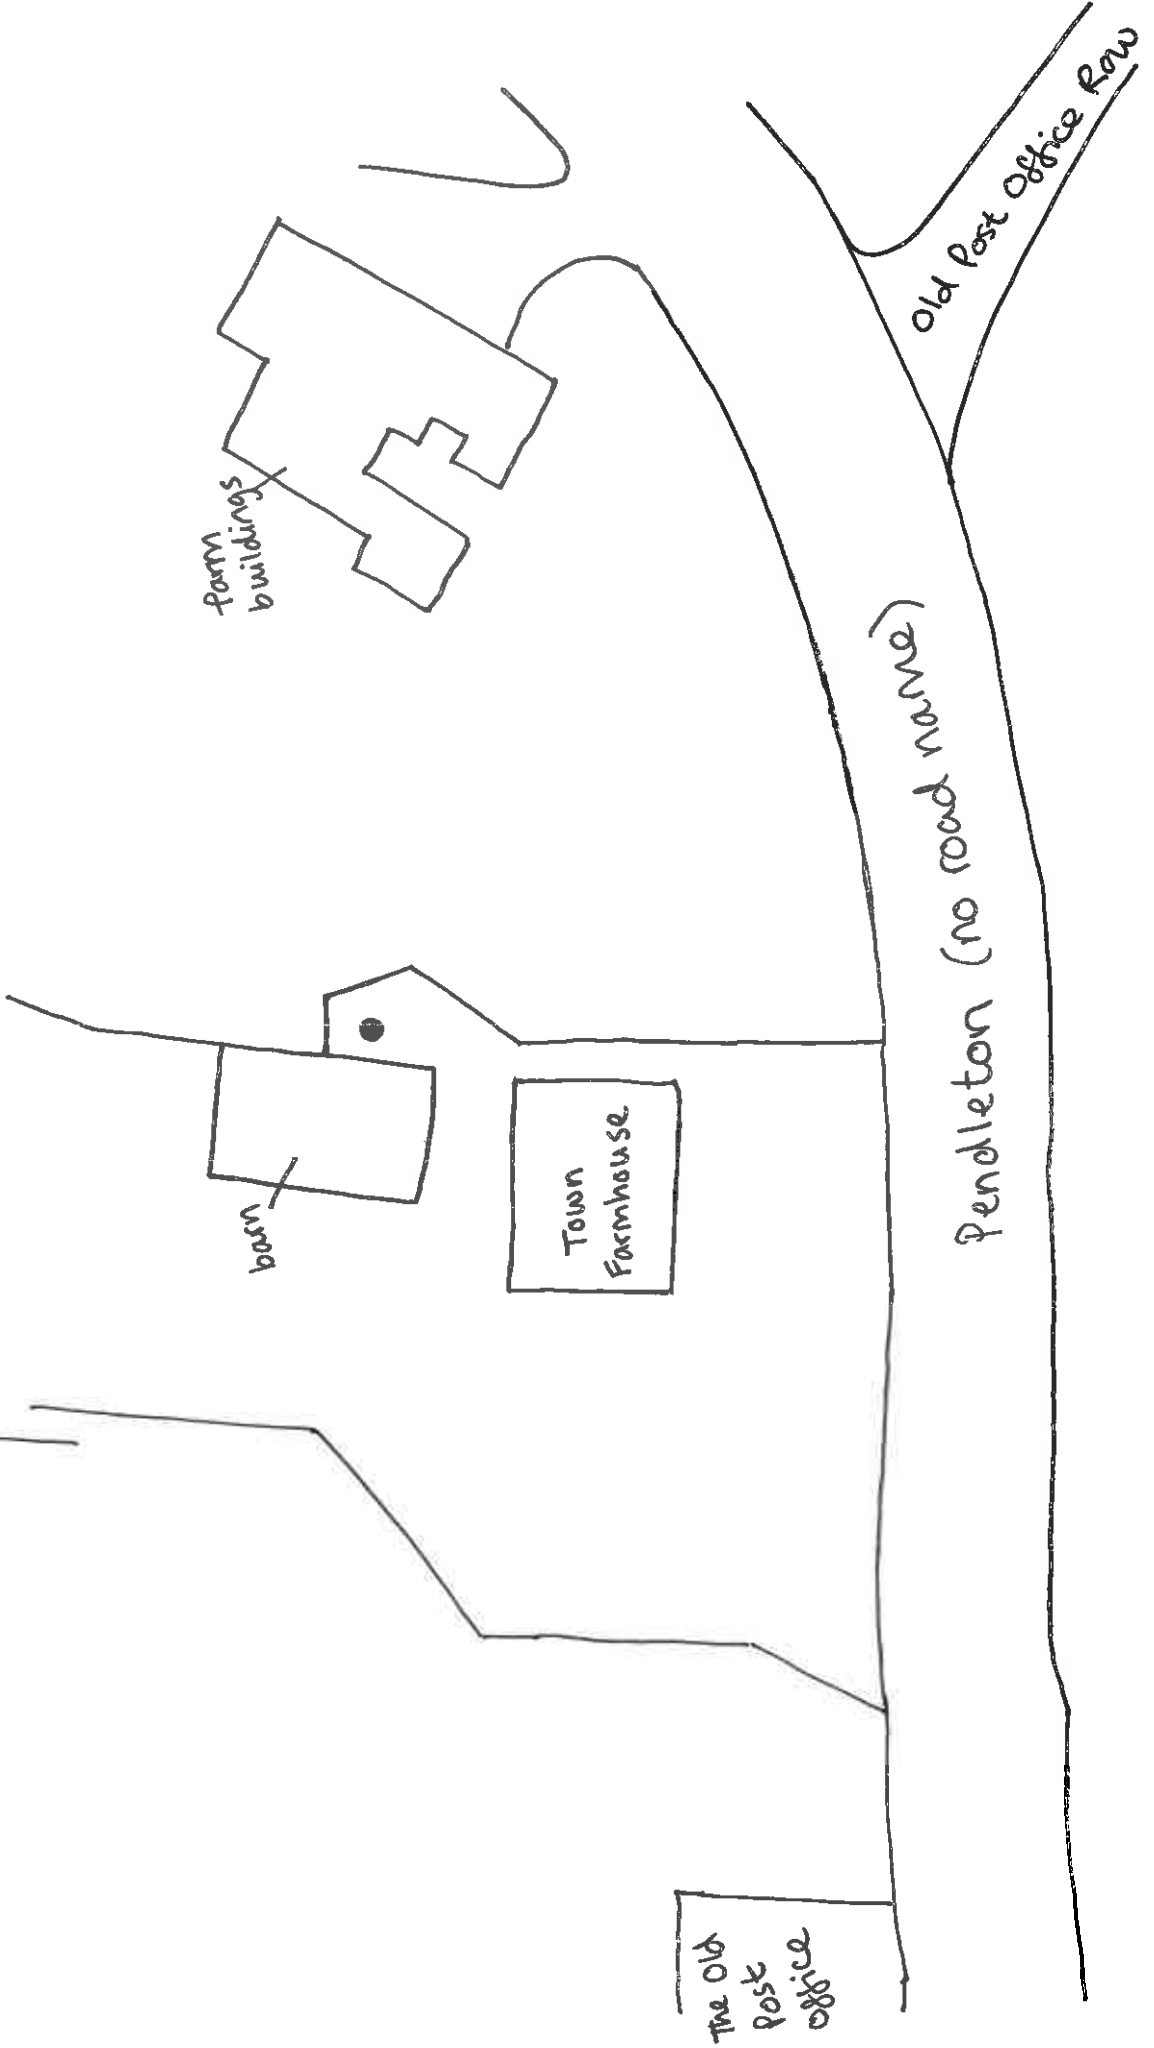 The Old
Post
Office
barn
Town
Farmhouse
farm
buildings
Pendleton (no road name)
Old Post Office Row